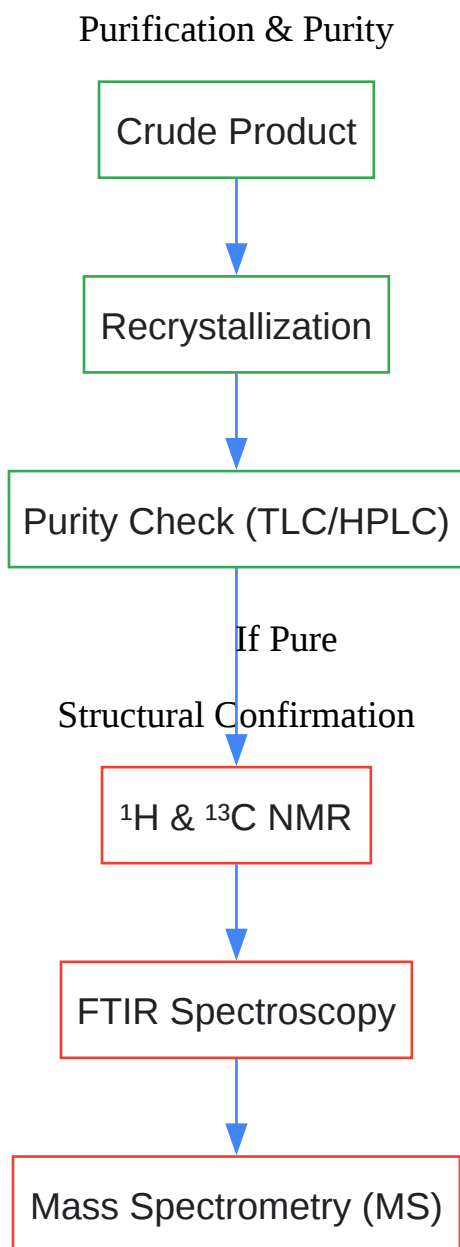 Purification & Purity
Crude Product
Recrystallization
Purity Check (TLC/HPLC)
If Pure
Structural Confirmation
¹H & ¹³C NMR
FTIR Spectroscopy
Mass Spectrometry (MS)